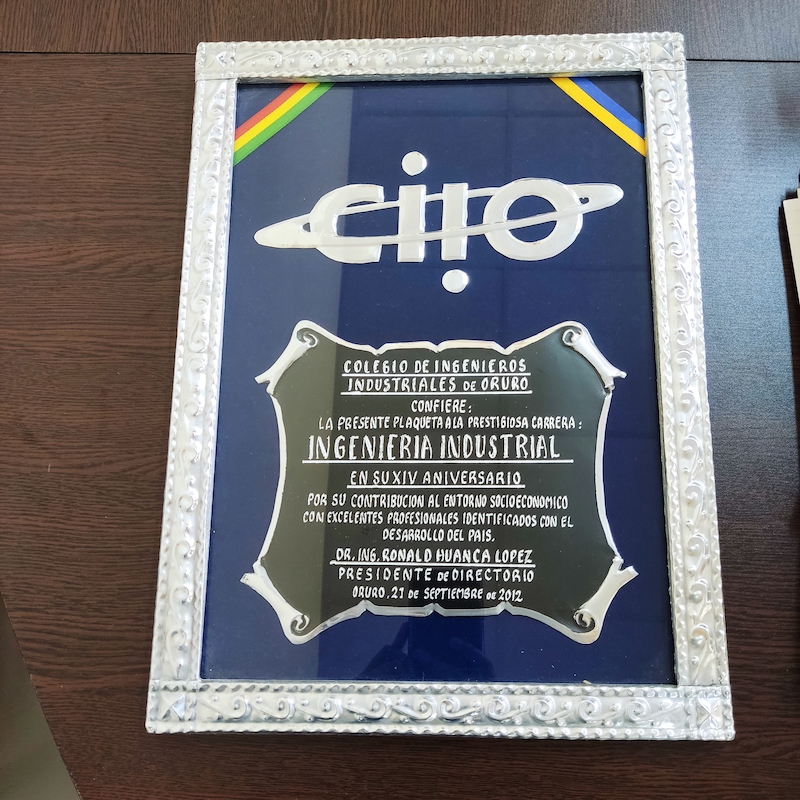 ciio
COLEGIO DE INGENIEROS
INDUSTRIALES DE ORURO
CONFIERE:
LA PRESENTE PLAQUETA A LA PRESTIGIOSA CARRERA:
INGENIERIA INDUSTRIAL
EN SU XIV ANIVERSARIO
POR SU CONTRIBUCION AL ENTORNO SOCIOECONOMICO
CON EXCELENTES PROFESIONALES IDENTIFICADOS CON EL
DESARROLLO DEL PAIS.
DR. ING. RONALD HUANCA LOPEZ
PRESIDENTE DE DIRECTORIO
ORURO, 21 DE SEPTIEMBRE DE 2012